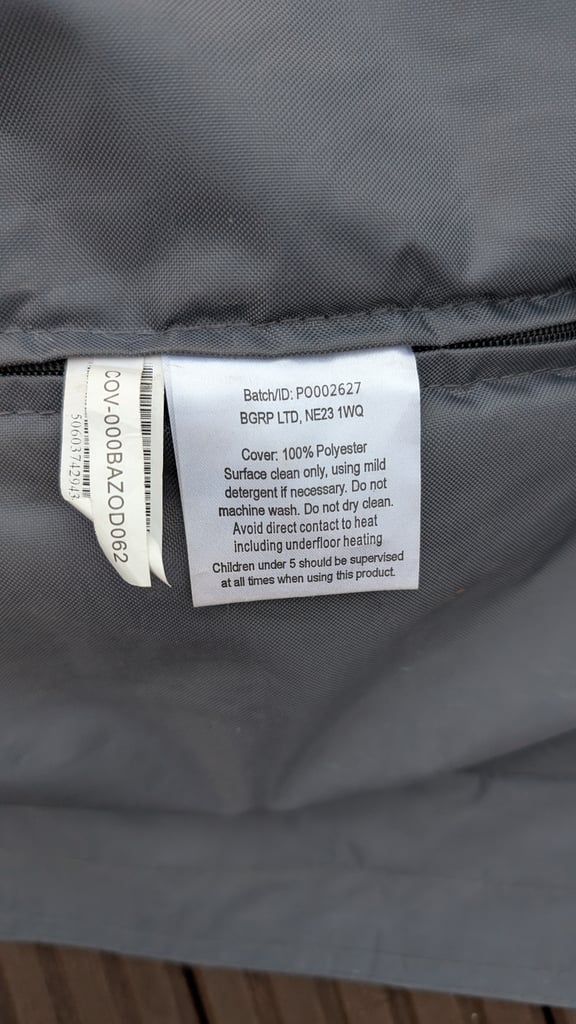 COV-000BAZOD062
50603742943
Batch/ID: PO002627
BGRP LTD, NE23 1WQ
Cover: 100% Polyester
Surface clean only, using mild
detergent if necessary. Do not
machine wash. Do not dry clean.
Avoid direct contact to heat
including underfloor heating
Children under 5 should be supervised
at all times when using this product.